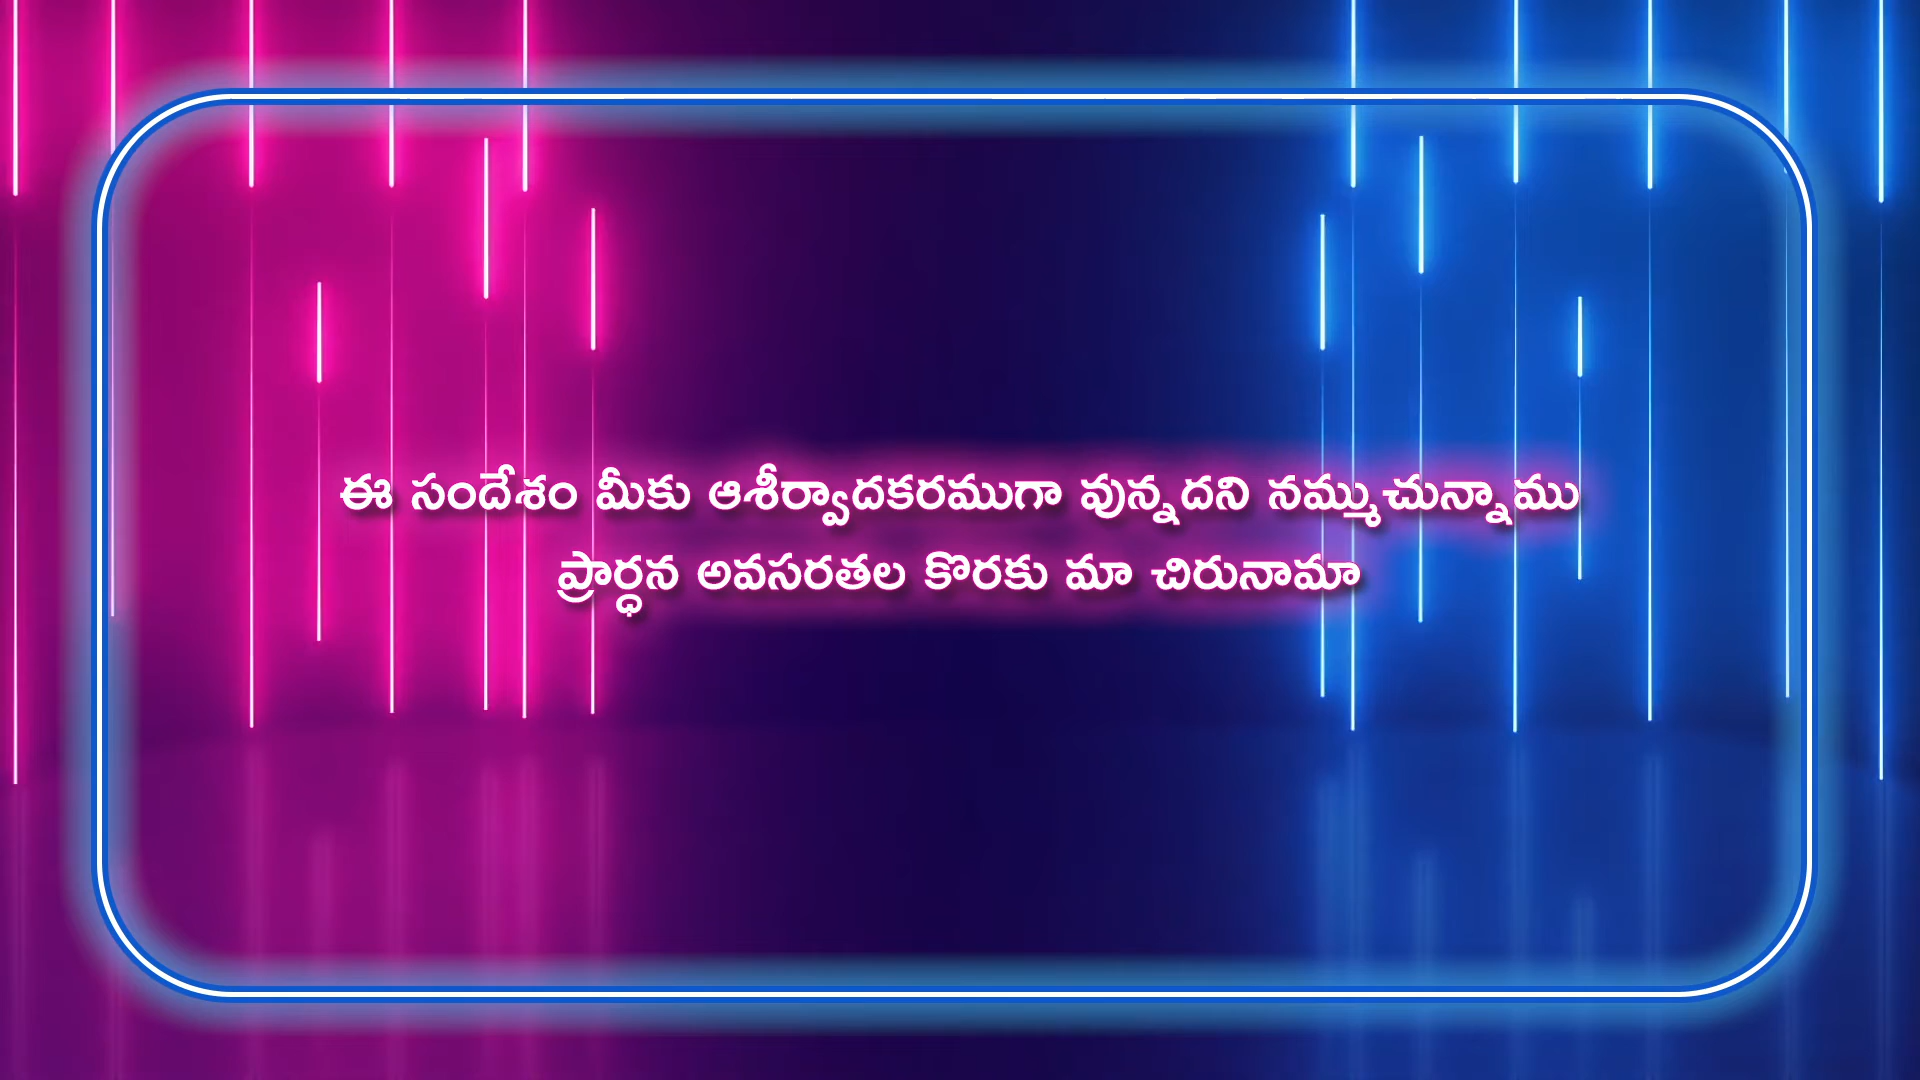 ఈ సందేశం మీకు ఆశీర్వాదకరముగా వున్నదని నమ్ముచున్నాము
ప్రార్ధన అవసరతల కొరకు మా చిరునామా